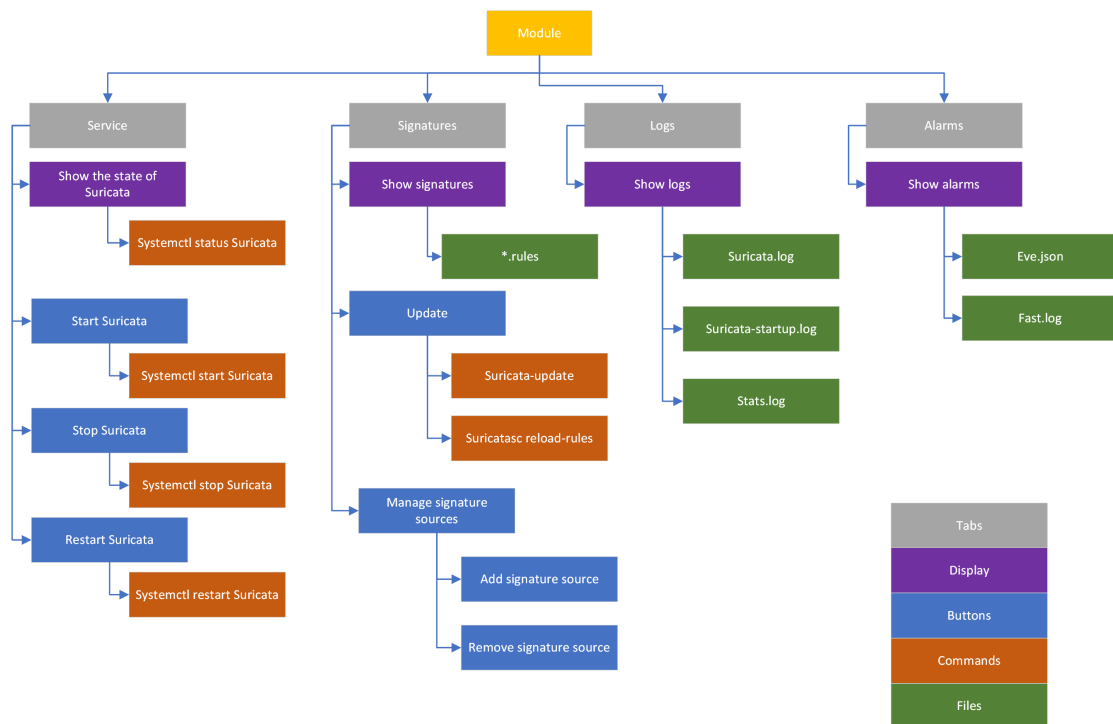 Module
Service
Show the state of
Suricata
Systemctl status Suricata
Start Suricata
Systemctl start Suricata
Stop Suricata
Systemctl stop Suricata
Restart Suricata
Systemctl restart Suricata
Signatures
Show signatures
*.rules
Update
Suricata-update
Suricatasc reload-rules
Manage signature
sources
Add signature source
Remove signature source
Logs
Show logs
Suricata.log
Suricata-startup.log
Stats.log
Alarms
Show alarms
Eve.json
Fast.log
Tabs
Display
Buttons
Commands
Files